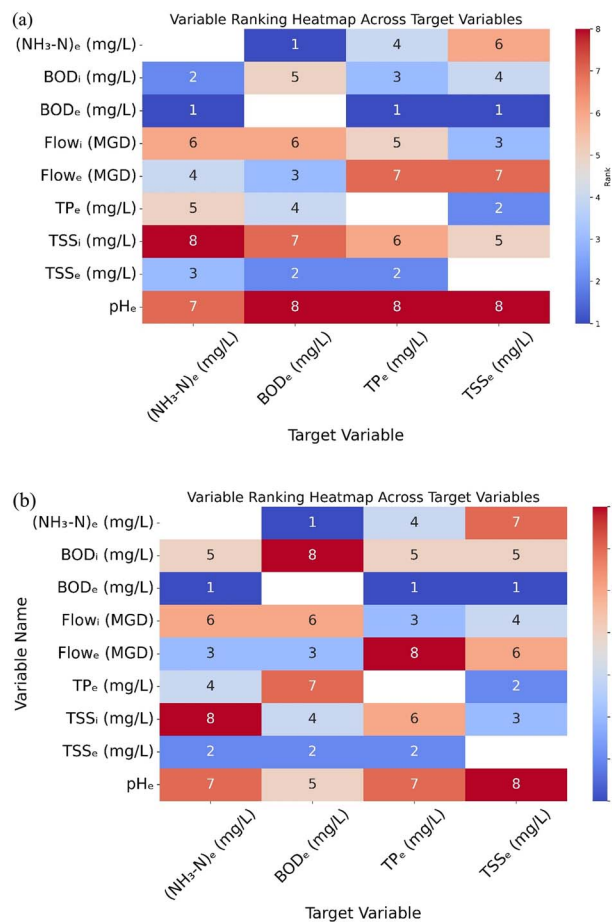 (a)
Variable Ranking Heatmap Across Target Variables
(NH₃-N)ₑ (mg/L) 1 4 6
BODᵢ (mg/L) 2 5 3 4
BODₑ (mg/L) 1 1 1
Flowᵢ (MGD) 6 6 5 3
Flowₑ (MGD) 4 3 7 7
TPₑ (mg/L) 5 4 2
TSSᵢ (mg/L) 8 7 6 5
TSSₑ (mg/L) 3 2 2
pHₑ 7 8 8 8
(NH₃-N)ₑ (mg/L) BODₑ (mg/L) TPₑ (mg/L) TSSₑ (mg/L)
Target Variable
8
7
6
5
4
3
2
1
Rank
(b)
Variable Ranking Heatmap Across Target Variables
Variable Name
(NH₃-N)ₑ (mg/L) 1 4 7
BODᵢ (mg/L) 5 8 5 5
BODₑ (mg/L) 1 1 1
Flowᵢ (MGD) 6 6 3 4
Flowₑ (MGD) 3 3 8 6
TPₑ (mg/L) 4 7 2
TSSᵢ (mg/L) 8 4 6 3
TSSₑ (mg/L) 2 2 2
pHₑ 7 5 7 8
(NH₃-N)ₑ (mg/L) BODₑ (mg/L) TPₑ (mg/L) TSSₑ (mg/L)
Target Variable